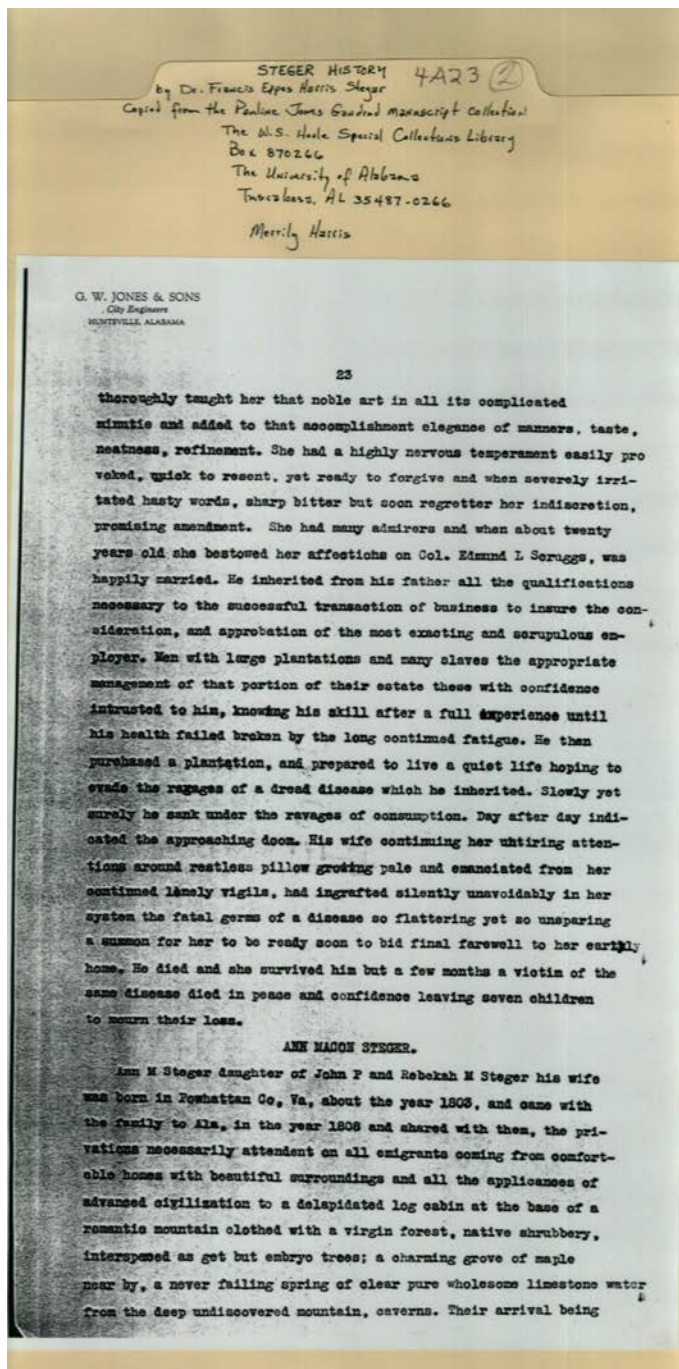 STEGER HISTORY 4A23 (2)
by Dr. Francis Eppes Harris Steger
Copied from the Pauline Jones Gandrud manuscript collection
The W.S. Hoole Special Collections Library
Box 870266
The University of Alabama
Tuscaloosa, AL 35487-0266
Merrily Harris
G. W. JONES & SONS
City Engineers
HUNTSVILLE, ALABAMA
23
thoroughly taught her that noble art in all its complicated
minutie and added to that accomplishment elegance of manners, taste,
neatness, refinement. She had a highly nervous temperament easily pro
voked, quick to resent, yet ready to forgive and when severely irri-
tated hasty words, sharp bitter but soon regretter her indiscretion,
promising amendment. She had many admirers and when about twenty
years old she bestowed her affectiohs on Col. Edmund L Scruggs, was
happily married. He inherited from his father all the qualifications
necessary to the successful transaction of business to insure the con-
sideration, and approbation of the most exacting and scrupulous em-
ployer. Men with large plantations and many slaves the appropriate
management of that portion of their estate these with confidence
intrusted to him, knowing his skill after a full experience until
his health failed broken by the long continued fatigue. He then
purchased a plantation, and prepared to live a quiet life hoping to
evade the ravages of a dread disease which he inherited. Slowly yet
surely he sank under the ravages of consumption. Day after day indi-
cated the approaching doom. His wife continuing her uhtiring atten-
tions around restless pillow growing pale and emanciated from her
continued lonely vigils, had ingrafted silently unavoidably in her
system the fatal germs of a disease so flattering yet so unsparing
a summon for her to be ready soon to bid final farewell to her earthly
home. He died and she survived him but a few months a victim of the
same disease died in peace and confidence leaving seven children
to mourn their loss.
ANN MACON STEGER.
Ann M Steger daughter of John P and Rebekah M Steger his wife
was born in Powhattan Co, Va, about the year 1803, and came with
the family to Ala, in the year 1808 and shared with them, the pri-
vations necessarily attendent on all emigrants coming from comfort-
able homes with beautiful surroundings and all the applicances of
advanced civilization to a delapidated log cabin at the base of a
romantic mountain clothed with a virgin forest, native shrubbery,
interspensed as get but embryo trees; a charming grove of maple
near by, a never failing spring of clear pure wholesome limestone water
from the deep undiscovered mountain, caverns. Their arrival being